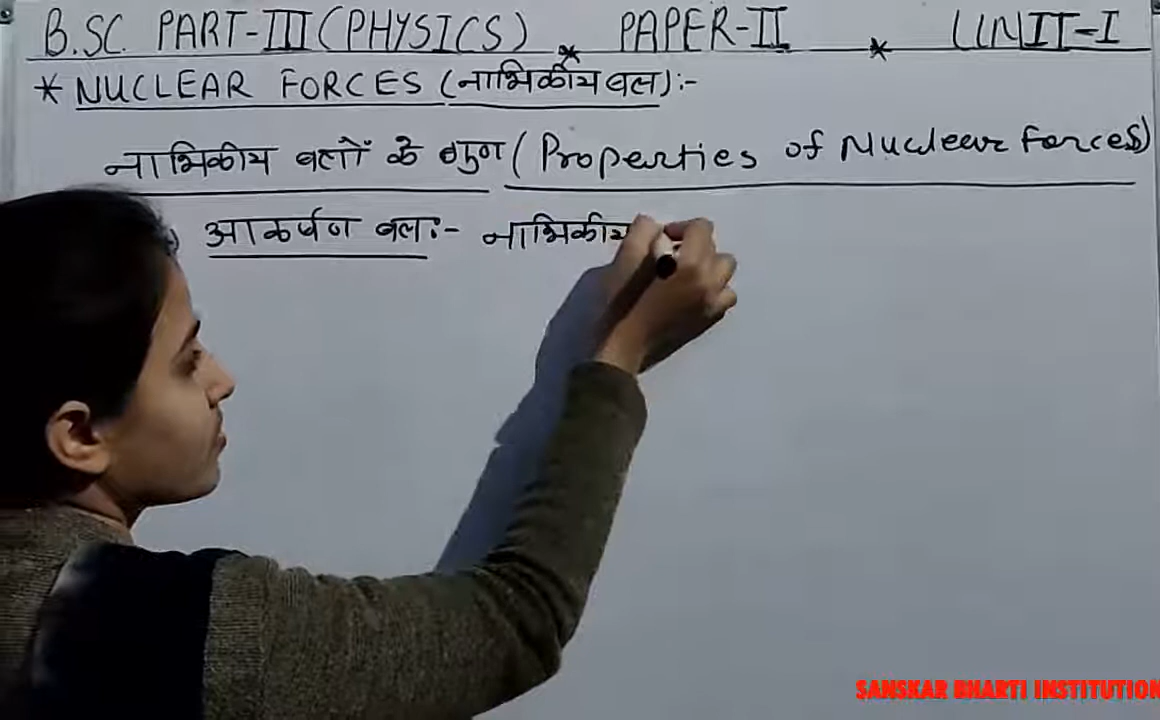 B.SC. PART-III (PHYSICS) * PAPER-II * UNIT-I
* NUCLEAR FORCES (नाभिकीय बल):-
नाभिकीय बलों के गुण (Properties of Nuclear Forces)
) आकर्षण बल:- नाभिकीय
SANSKAR BHARTI INSTITUTION